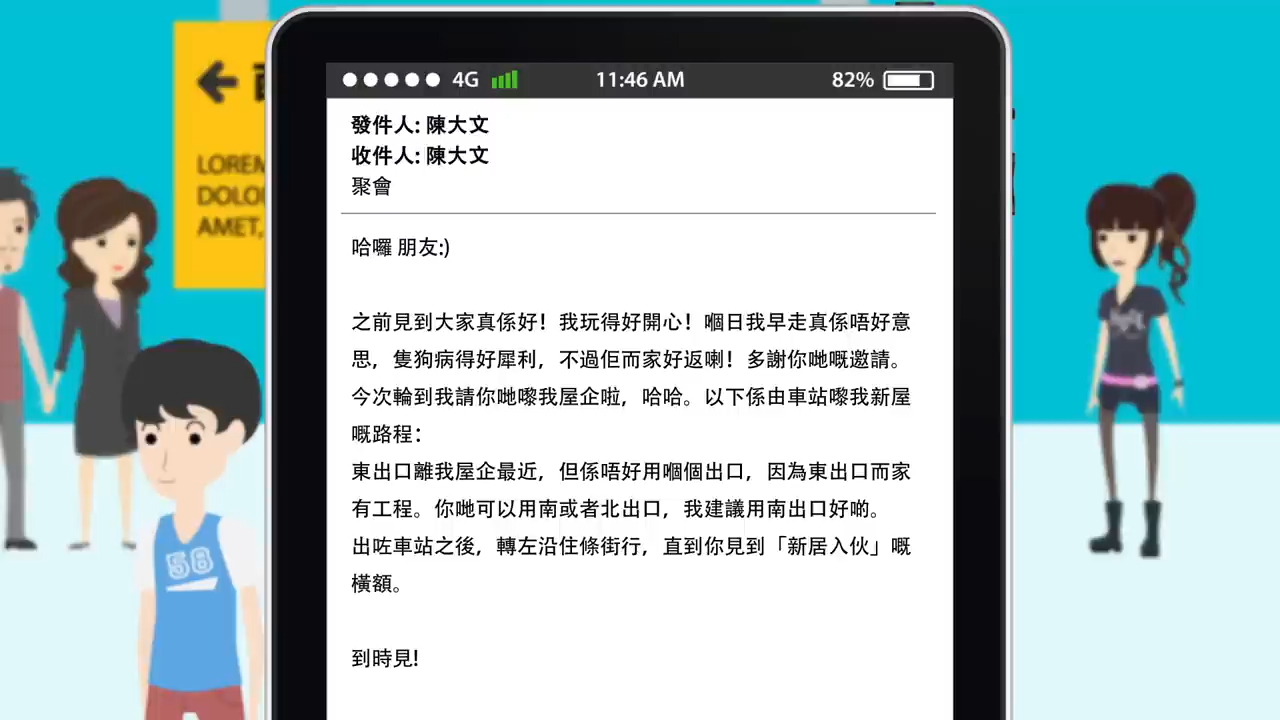 LOREM
DOLO
AMET,
4G
11:46 AM
82%
發件人: 陳大文
收件人: 陳大文
聚會
哈囉 朋友:)
之前見到大家真係好！我玩得好開心！嗰日我早走真係唔好意
思，隻狗病得好犀利，不過佢而家好返喇！多謝你哋嘅邀請。
今次輪到我請你哋嚟我屋企啦，哈哈。以下係由車站嚟我新屋
嘅路程：
東出口離我屋企最近，但係唔好用嗰個出口，因為東出口而家
有工程。你哋可以用南或者北出口，我建議用南出口好啲。
出咗車站之後，轉左沿住條街行，直到你見到「新居入伙」嘅
橫額。
到時見!
58